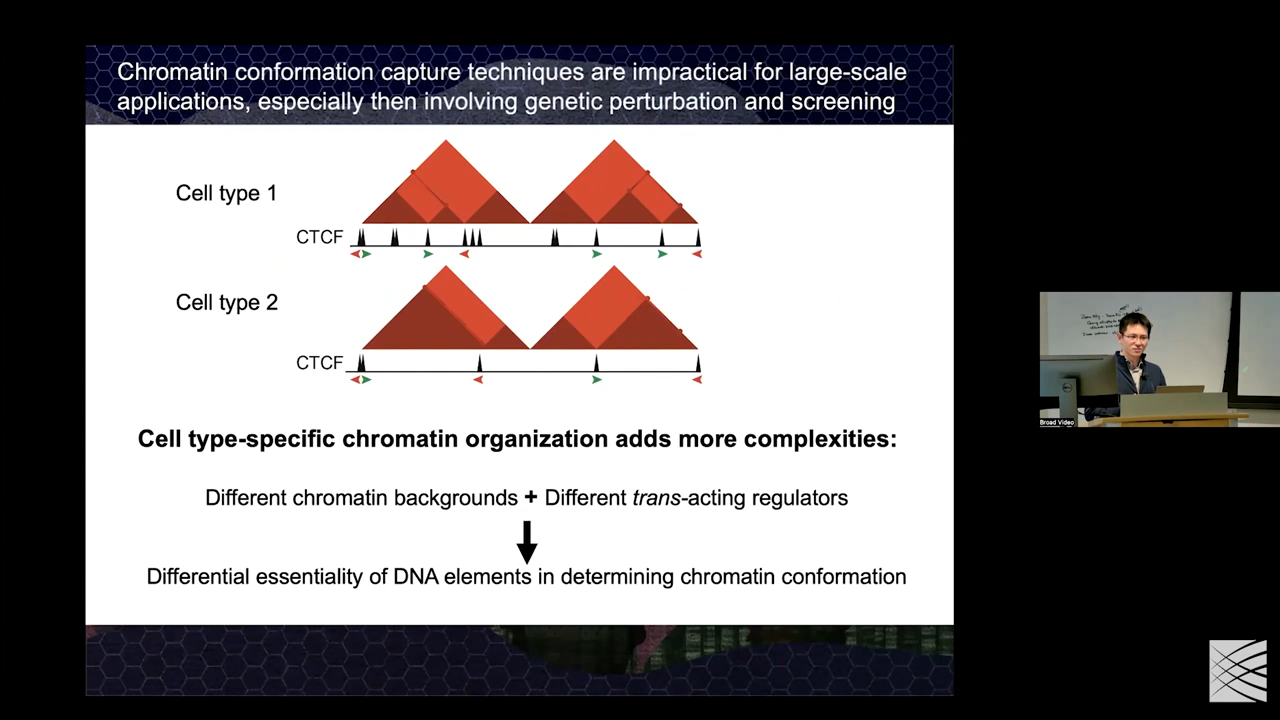 Chromatin conformation capture techniques are impractical for large-scale
applications, especially then involving genetic perturbation and screening
Cell type 1
CTCF
Cell type 2
CTCF
Cell type-specific chromatin organization adds more complexities:
Different chromatin backgrounds + Different trans-acting regulators
Differential essentiality of DNA elements in determining chromatin conformation
Broad Video